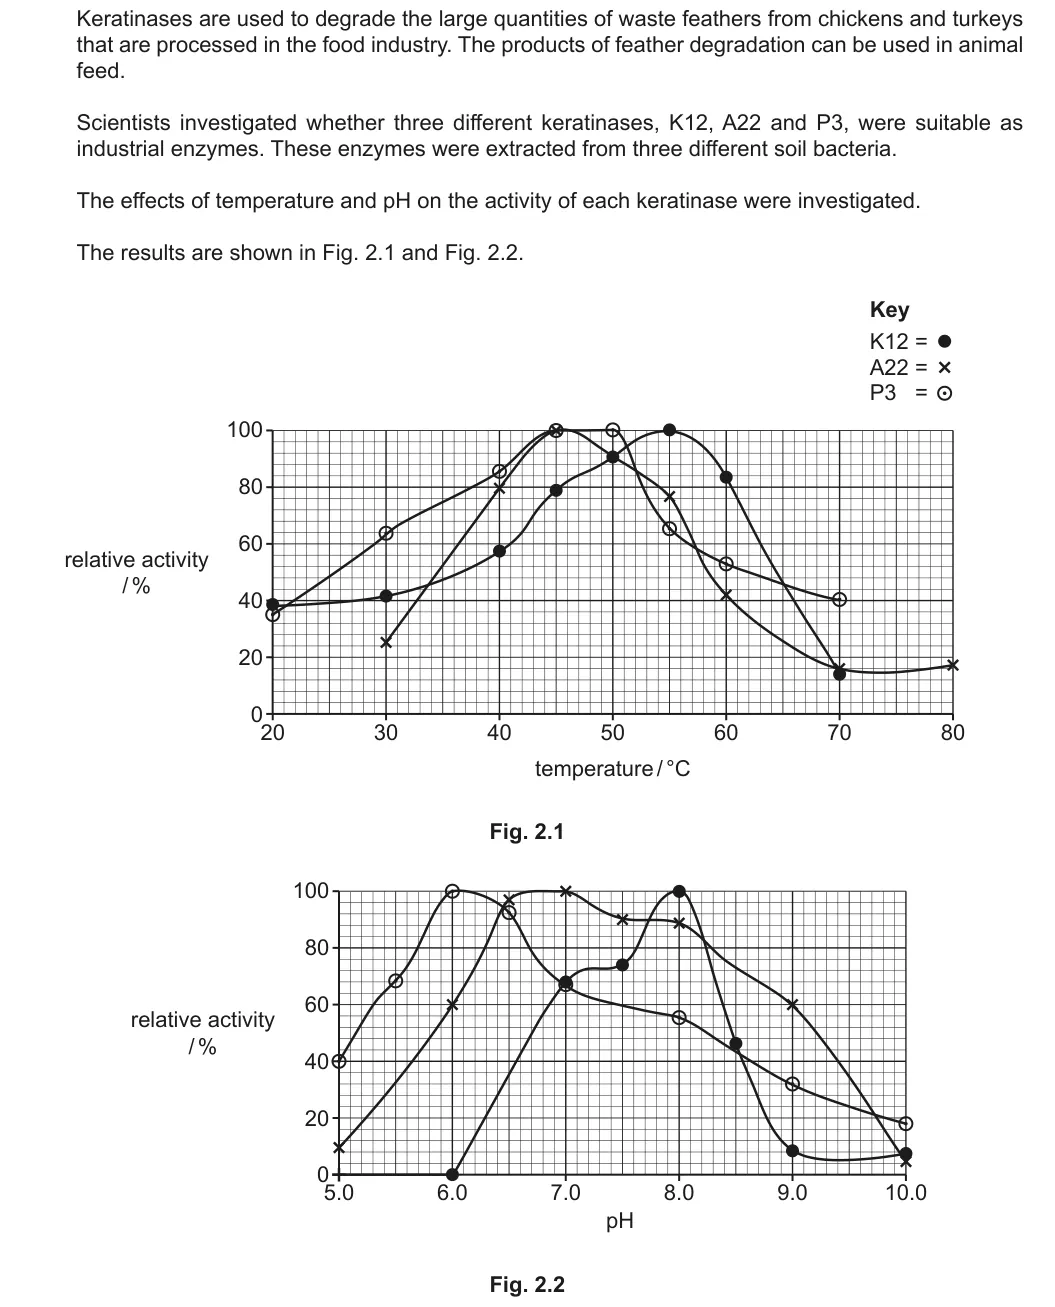 Keratinases are used to degrade the large quantities of waste feathers from chickens and turkeys
that are processed in the food industry. The products of feather degradation can be used in animal
feed.
Scientists investigated whether three different keratinases, K12, A22 and P3, were suitable as
industrial enzymes. These enzymes were extracted from three different soil bacteria.
The effects of temperature and pH on the activity of each keratinase were investigated.
The results are shown in Fig. 2.1 and Fig. 2.2.
Key
K12 =
A22 =
P3 =
100
80
60
40
20
0
relative activity
/ %
20 30 40 50 60 70 80
temperature / °C
Fig. 2.1
100
80
60
40
20
0
relative activity
/ %
5.0 6.0 7.0 8.0 9.0 10.0
pH
Fig. 2.2